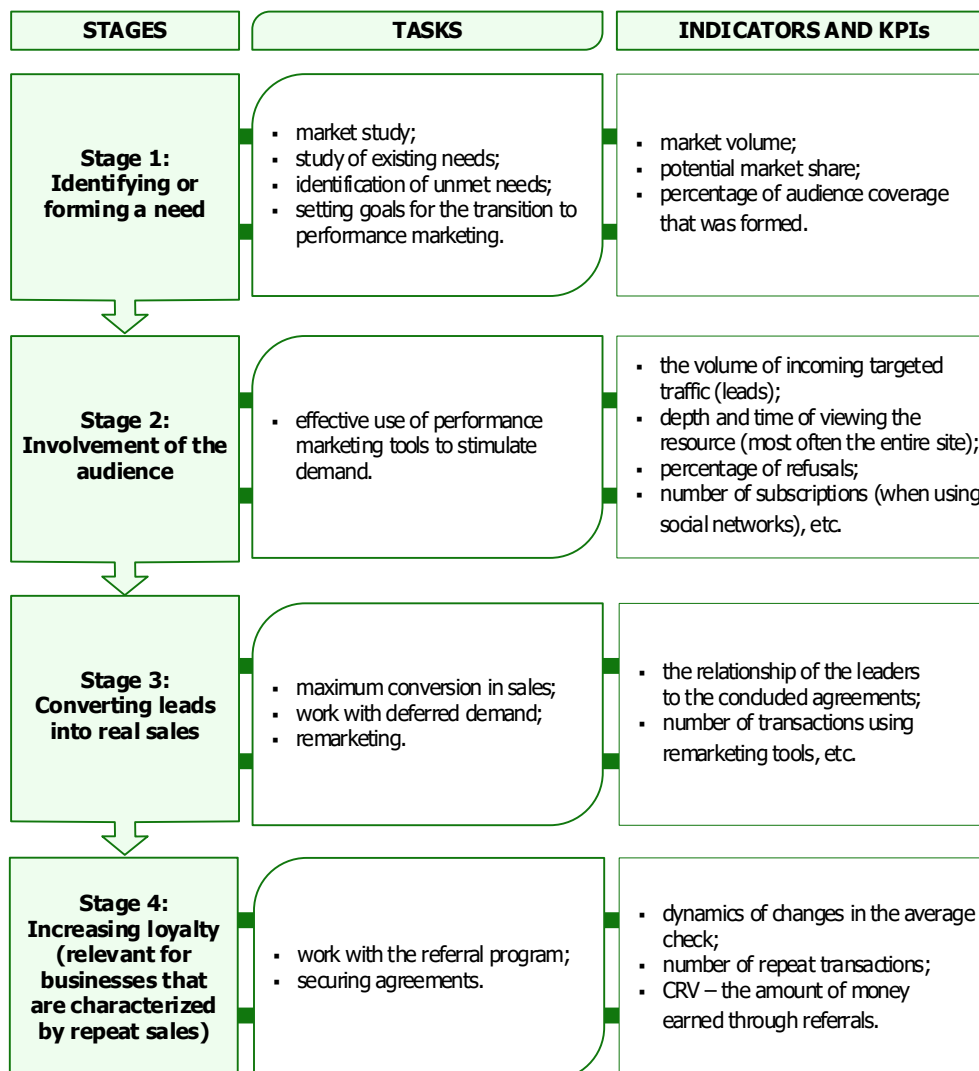 STAGES
TASKS
INDICATORS AND KPIs
Stage 1:
Identifying or
forming a need
▪ market study;
▪ study of existing needs;
▪ identification of unmet needs;
▪ setting goals for the transition to
performance marketing.
▪ market volume;
▪ potential market share;
▪ percentage of audience coverage
that was formed.
Stage 2:
Involvement of the
audience
▪ effective use of performance
marketing tools to stimulate
demand.
▪ the volume of incoming targeted
traffic (leads);
▪ depth and time of viewing the
resource (most often the entire site);
▪ percentage of refusals;
▪ number of subscriptions (when using
social networks), etc.
Stage 3:
Converting leads
into real sales
▪ maximum conversion in sales;
▪ work with deferred demand;
▪ remarketing.
▪ the relationship of the leaders
to the concluded agreements;
▪ number of transactions using
remarketing tools, etc.
Stage 4:
Increasing loyalty
(relevant for
businesses that
are characterized
by repeat sales)
▪ work with the referral program;
▪ securing agreements.
▪ dynamics of changes in the average
check;
▪ number of repeat transactions;
▪ CRV – the amount of money
earned through referrals.